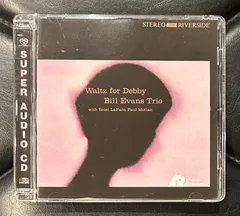 STEREO RIVERSIDE
Waltz for Debby
Bill Evans Trio
with Scott LaFaro, Paul Motian
SUPER AUDIO CD